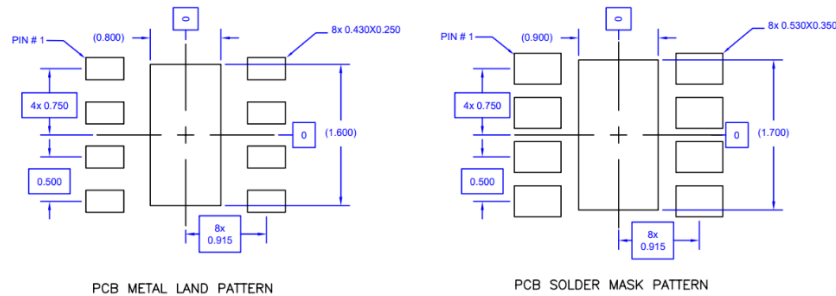 0
PIN # 1
(0.800)
8x 0.430X0.250
4x 0.750
0
(1.600)
0.500
8x
0.915
PCB METAL LAND PATTERN
0
(0.900)
8x 0.530X0.350
PIN # 1
4x 0.750
0
(1.700)
0.500
8x
0.915
PCB SOLDER MASK PATTERN